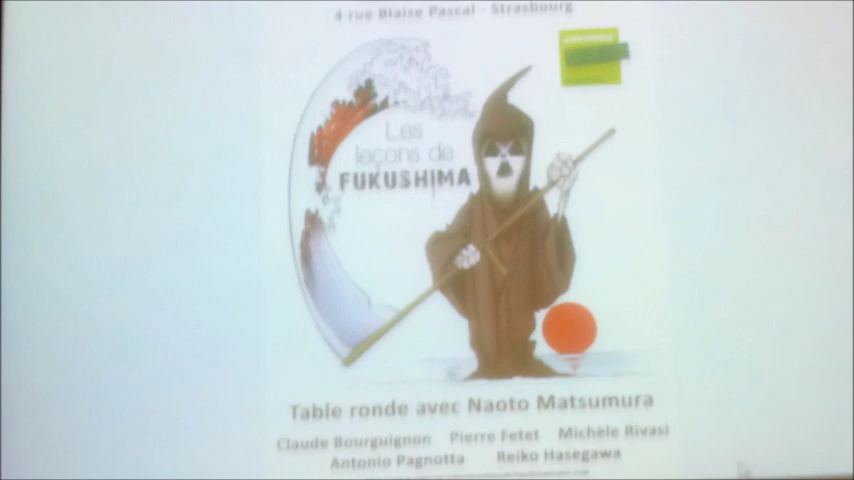 4 rue Blaise Pascal - Strasbourg
Les
leçons de
FUKUSHIMA
Table ronde avec Naoto Matsumura
Claude Bourguignon Pierre Fetet Michèle Rivasi
Antonio Pagnotta Reiko Hasegawa